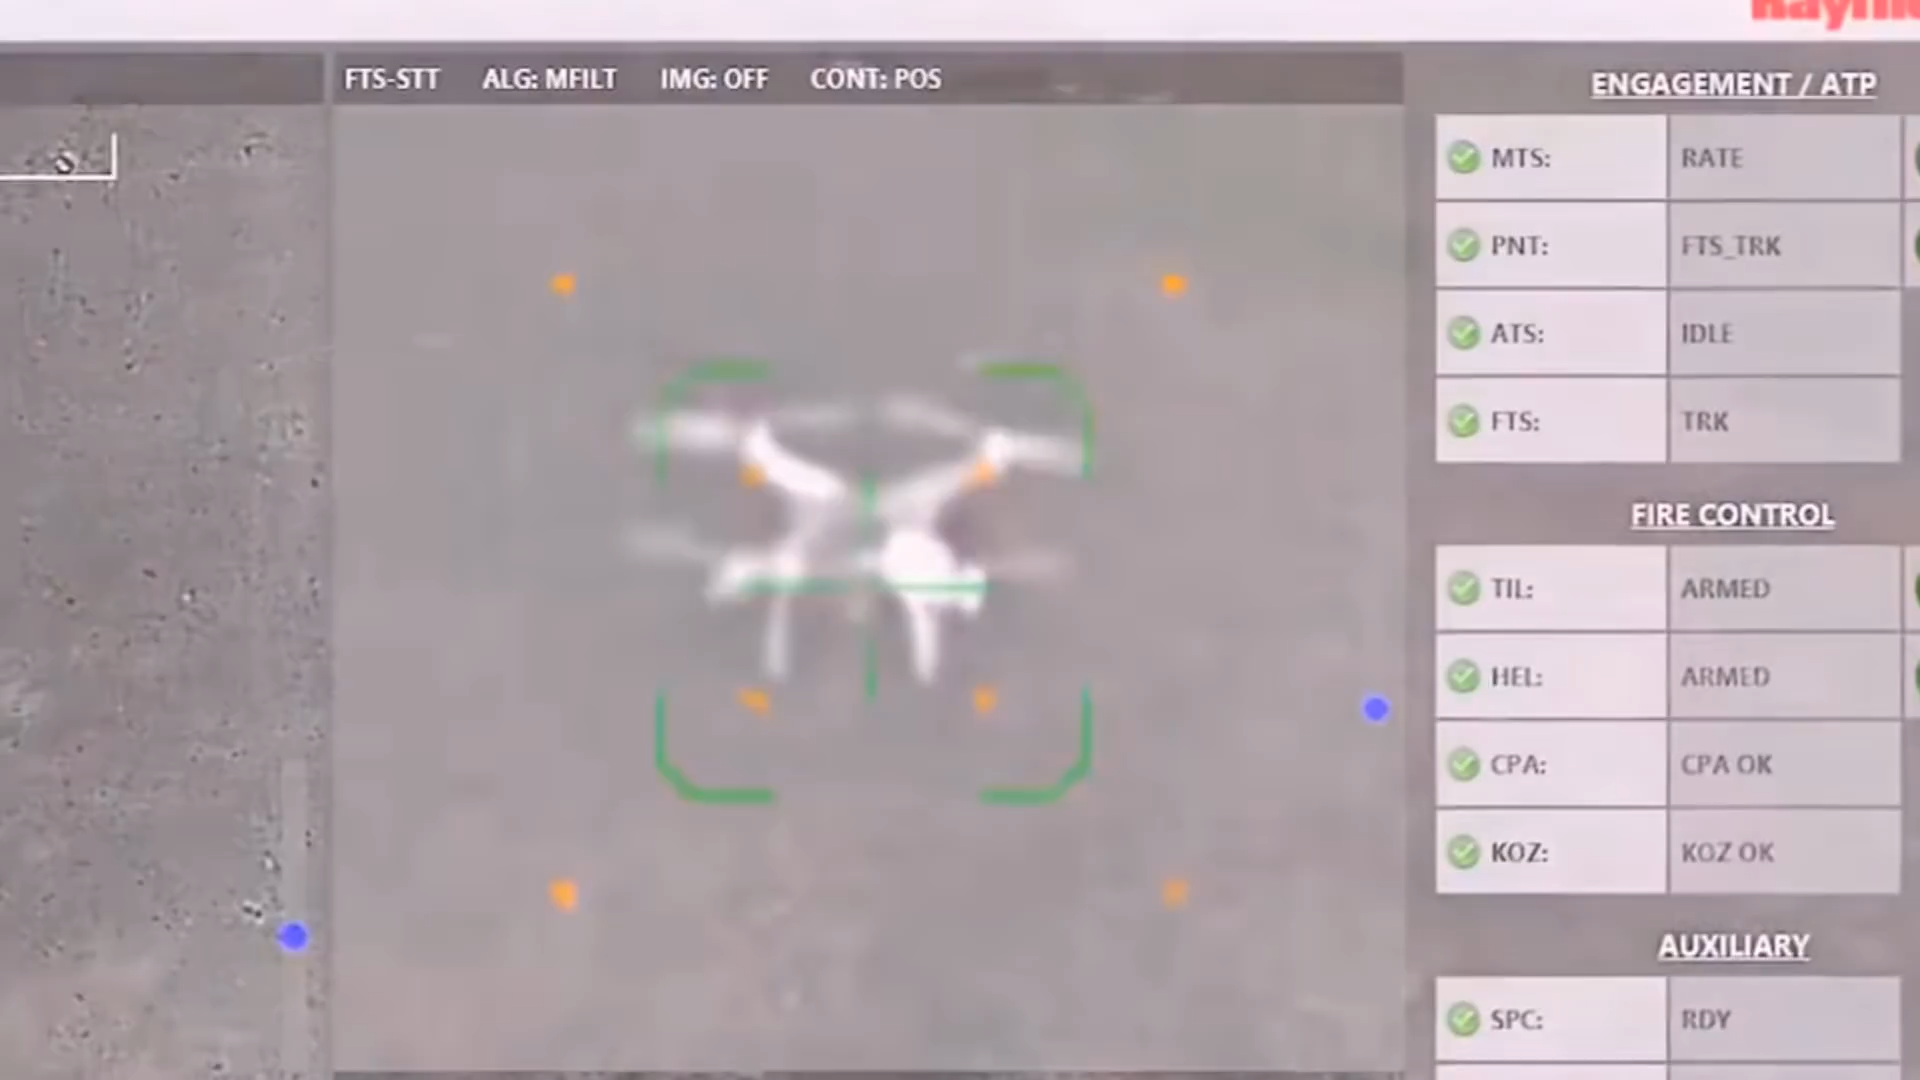 FTS-STT ALG: MFILT IMG: OFF CONT: POS
ENGAGEMENT / ATP
MTS: RATE
PNT: FTS_TRK
ATS: IDLE
FTS: TRK
FIRE CONTROL
TIL: ARMED
HEL: ARMED
CPA: CPA OK
KOZ: KOZ OK
AUXILIARY
SPC: RDY